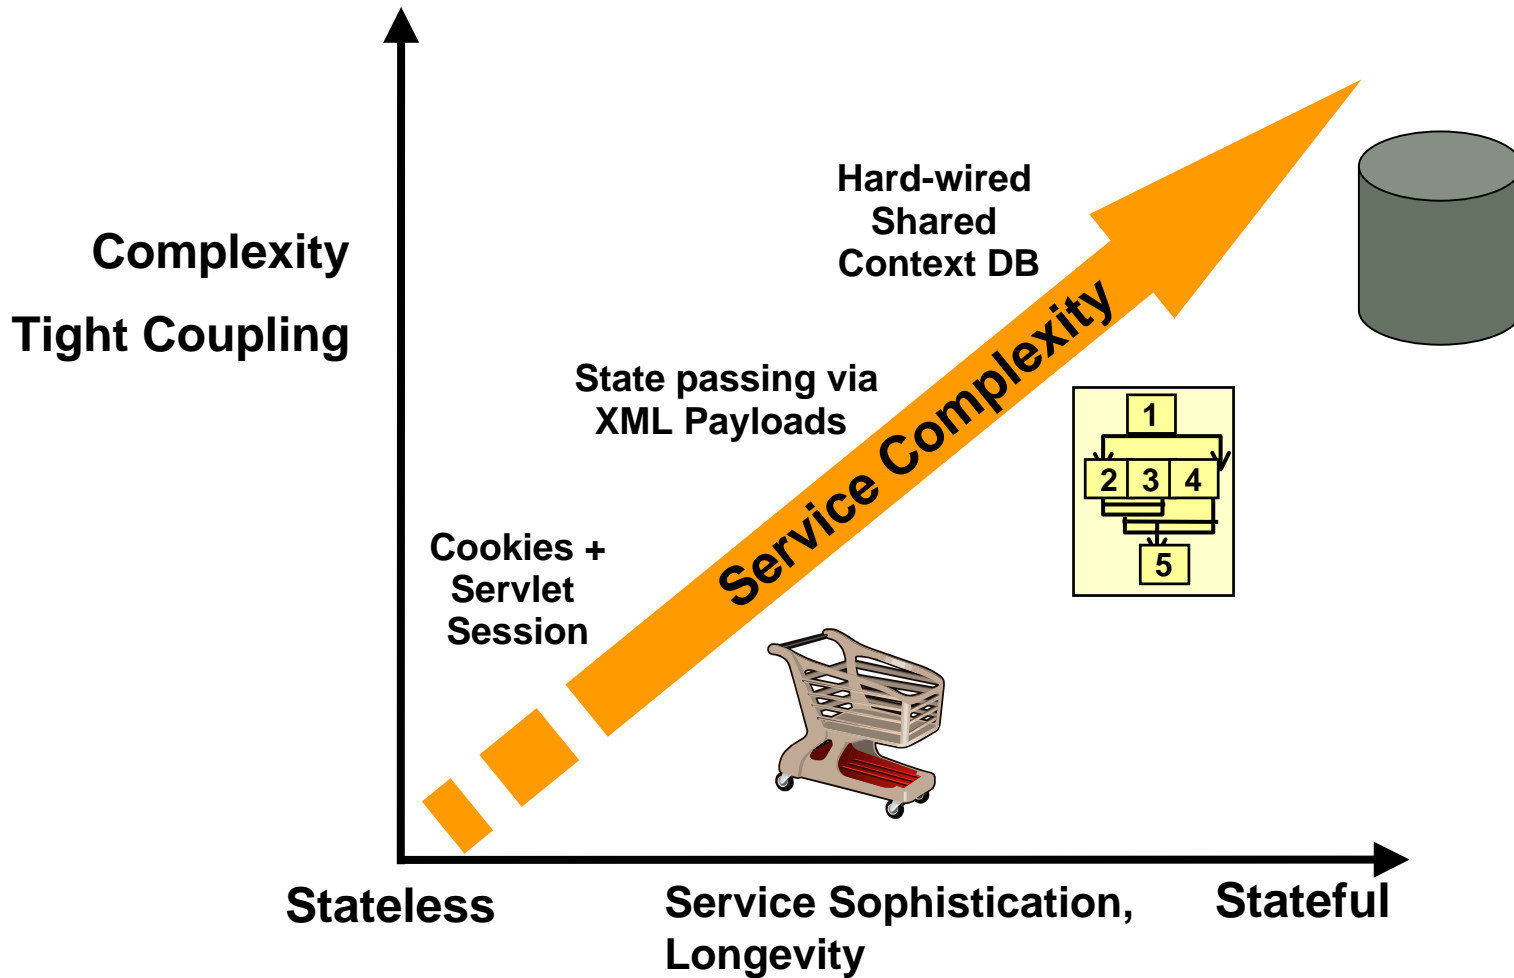 Hard-wired
Shared
Context DB
Complexity
Tight Coupling
Service Complexity
State passing via
XML Payloads
1
2 3 4
5
Cookies +
Servlet
Session
Stateless
Service Sophistication,
Longevity
Stateful